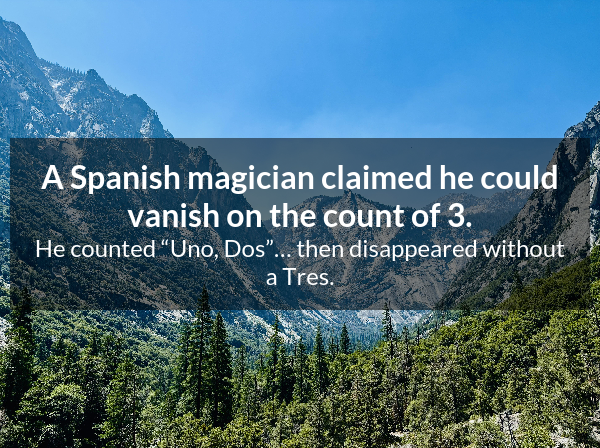 A Spanish magician claimed he could
vanish on the count of 3.
He counted “Uno, Dos”... then disappeared without
a Tres.